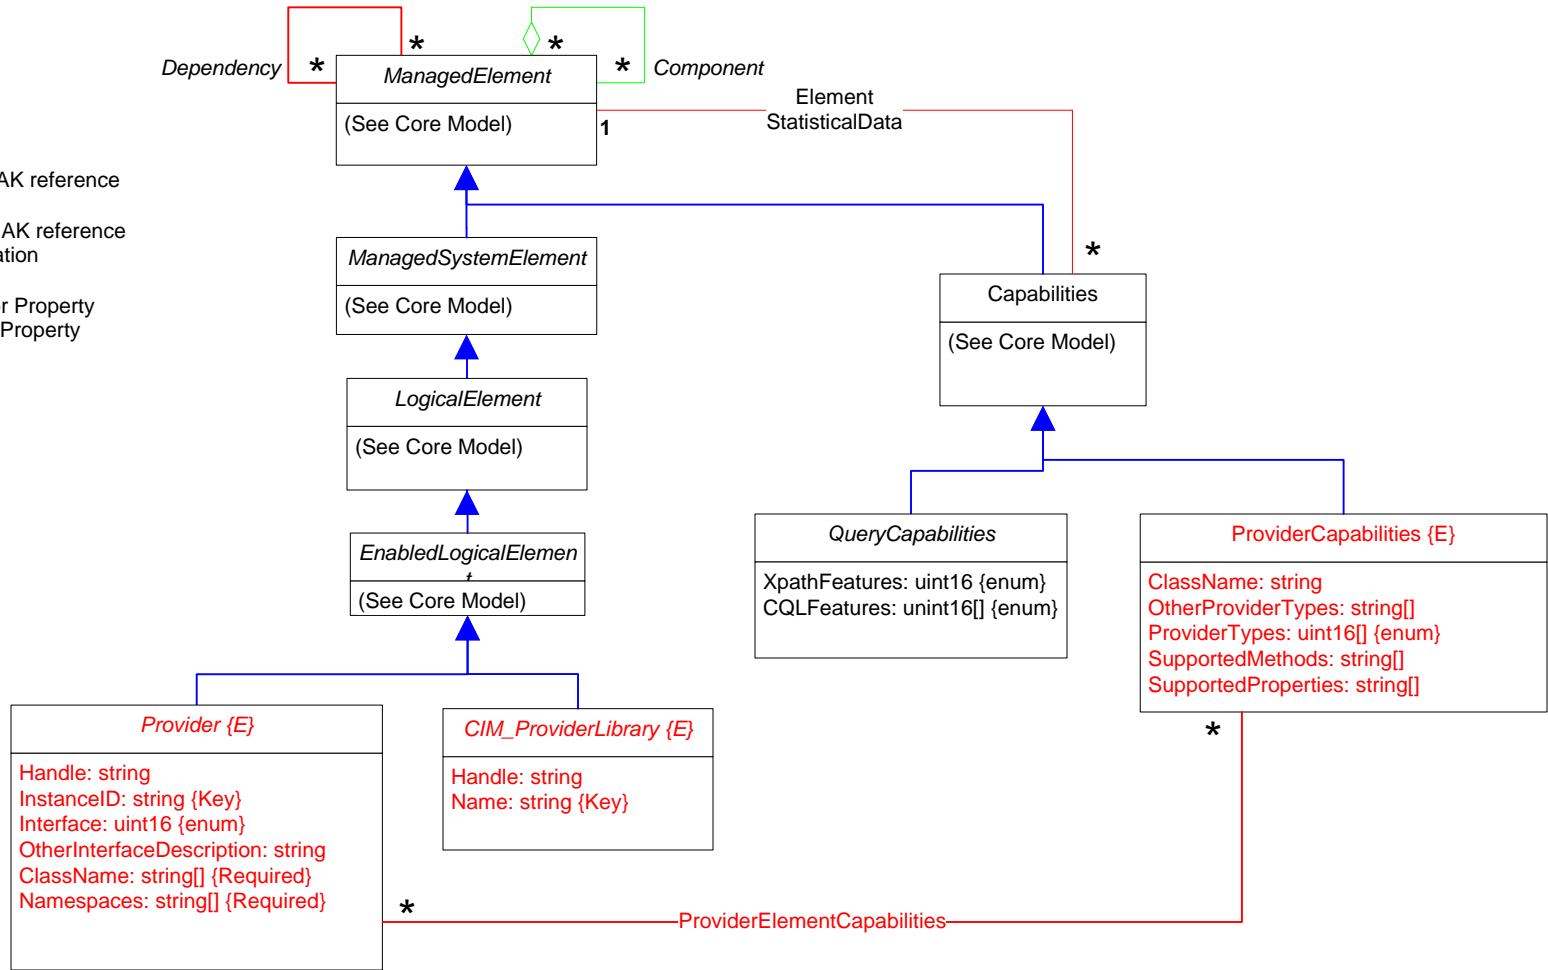 *
*
Dependency
*
ManagedElement
*
Component
(See Core Model)
1
Element
StatisticalData
AK reference
AK reference
ation
r Property
Property
ManagedSystemElement
(See Core Model)
*
Capabilities
(See Core Model)
LogicalElement
(See Core Model)
EnabledLogicalElemen
t
(See Core Model)
QueryCapabilities
XpathFeatures: uint16 {enum}
CQLFeatures: unint16[] {enum}
ProviderCapabilities {E}
ClassName: string
OtherProviderTypes: string[]
ProviderTypes: uint16[] {enum}
SupportedMethods: string[]
SupportedProperties: string[]
*
Provider {E}
Handle: string
InstanceID: string {Key}
Interface: uint16 {enum}
OtherInterfaceDescription: string
ClassName: string[] {Required}
Namespaces: string[] {Required}
CIM_ProviderLibrary {E}
Handle: string
Name: string {Key}
*
ProviderElementCapabilities